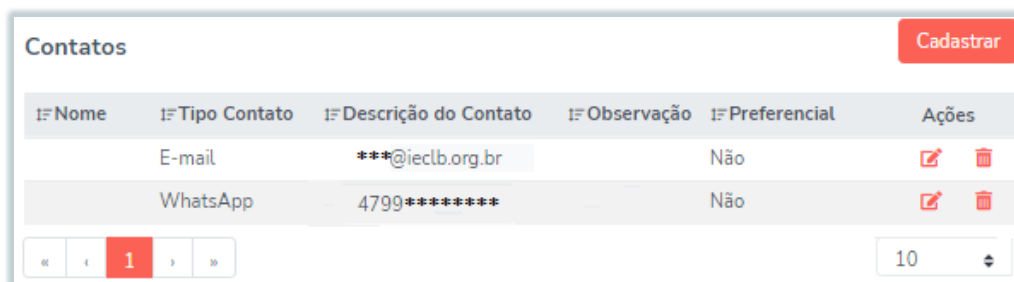 Contatos Cadastrar
Nome Tipo Contato Descrição do Contato Observação Preferencial Ações
E-mail ***@ieclb.org.br Não
WhatsApp 4799******** Não
« ‹ 1 › » 10